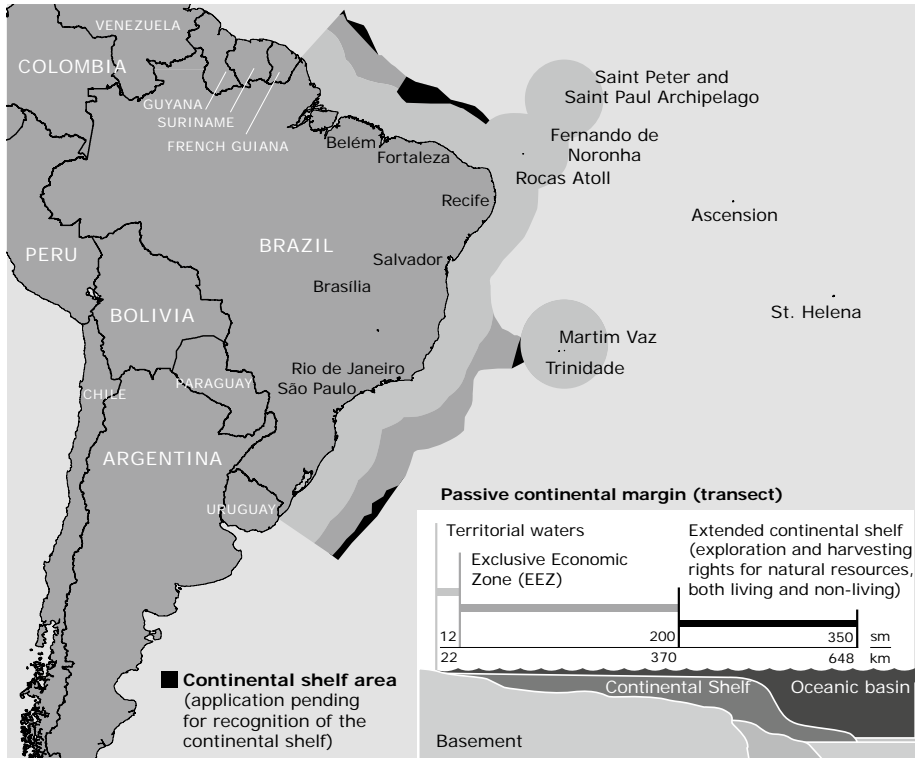 VENEZUELA
COLOMBIA
GUYANA
SURINAME
FRENCH GUIANA
Saint Peter and
Saint Paul Archipelago
Belém
Fortaleza
Fernando de
Noronha
Rocas Atoll
Recife
Ascension
PERU
BRAZIL
Salvador
Brasília
BOLIVIA
St. Helena
Martim Vaz
Trinidade
Rio de Janeiro
São Paulo
PARAGUAY
CHILE
ARGENTINA
URUGUAY
Passive continental margin (transect)
Territorial waters
Exclusive Economic
Zone (EEZ)
Extended continental shelf
(exploration and harvesting
rights for natural resources,
both living and non-living)
12 200 350 sm
22 370 648 km
Continental Shelf
Oceanic basin
Basement
Continental shelf area
(application pending
for recognition of the
continental shelf)